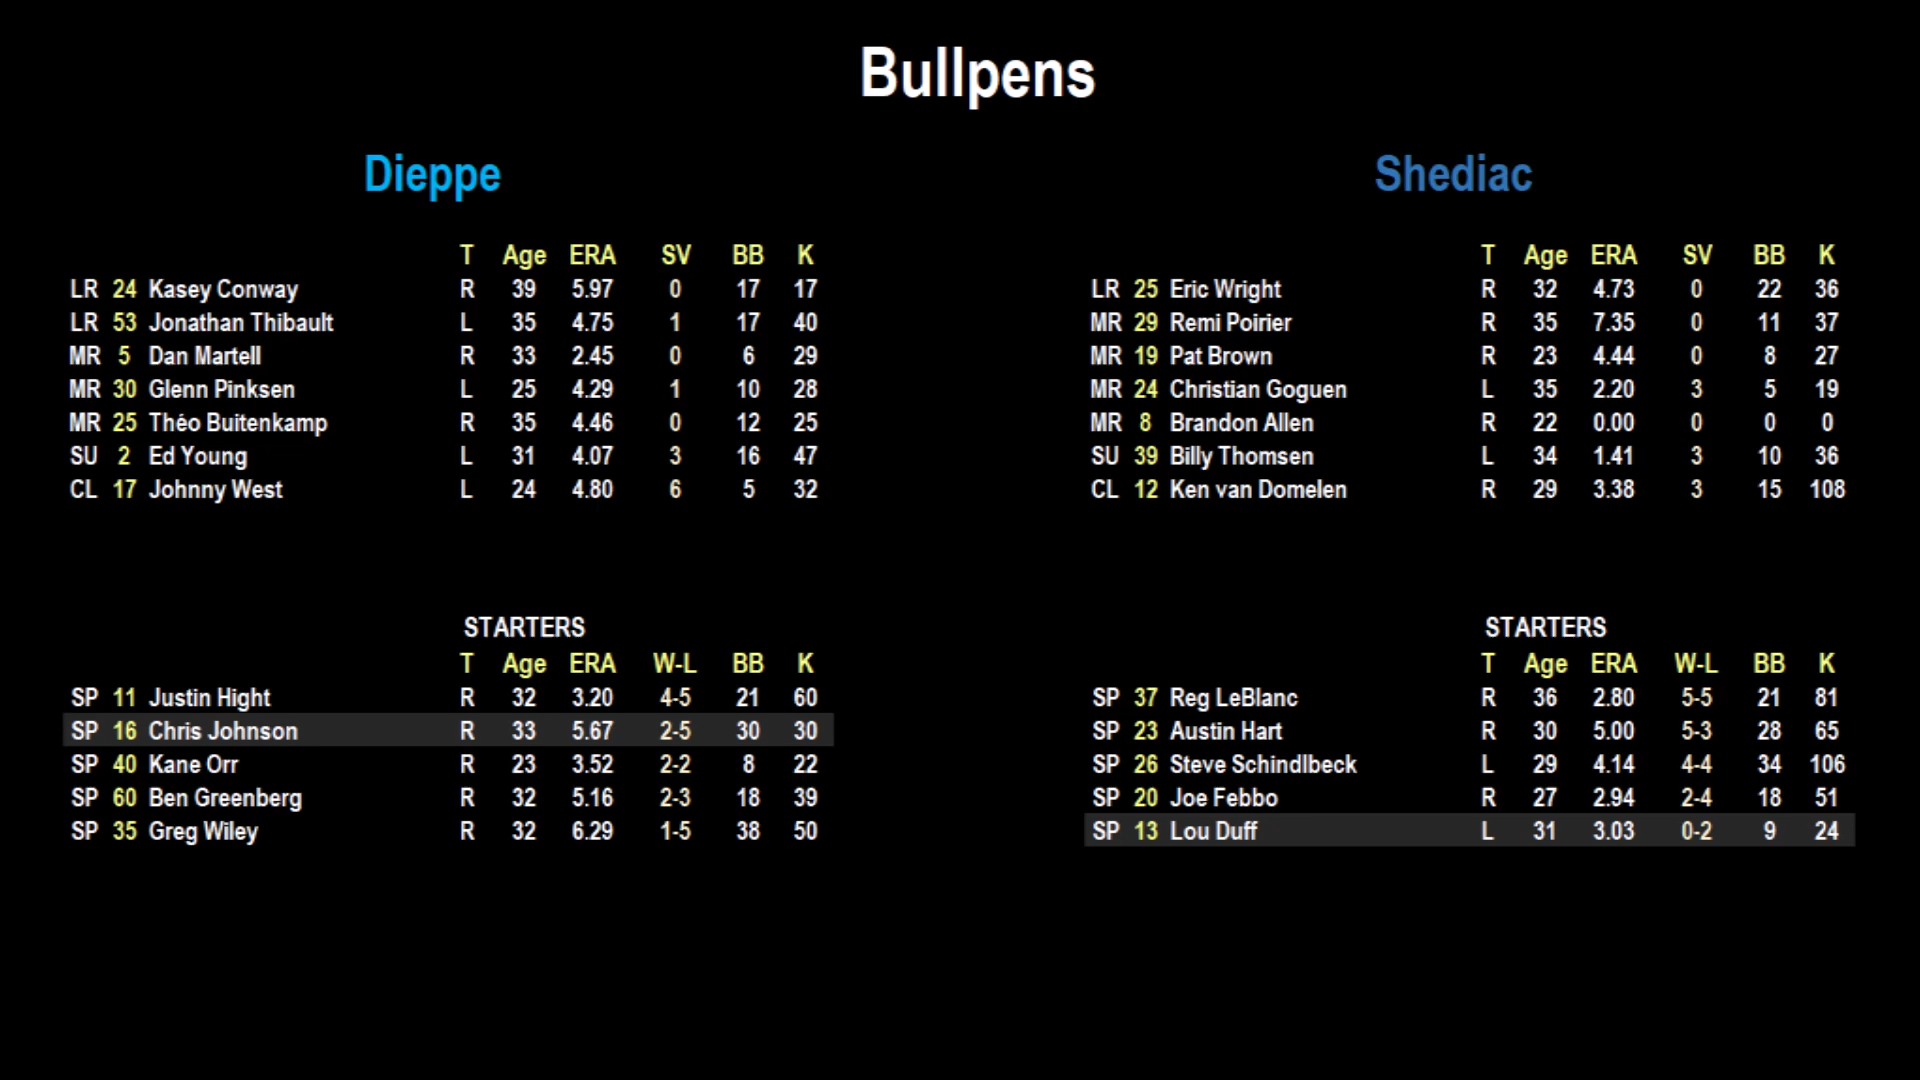 Bullpens
Dieppe
T Age ERA SV BB K
LR 24 Kasey Conway R 39 5.97 0 17 17
LR 53 Jonathan Thibault L 35 4.75 1 17 40
MR 5 Dan Martell R 33 2.45 0 6 29
MR 30 Glenn Pinksen L 25 4.29 1 10 28
MR 25 Théo Buitenkamp R 35 4.46 0 12 25
SU 2 Ed Young L 31 4.07 3 16 47
CL 17 Johnny West L 24 4.80 6 5 32
STARTERS
T Age ERA W-L BB K
SP 11 Justin Hight R 32 3.20 4-5 21 60
SP 16 Chris Johnson R 33 5.67 2-5 30 30
SP 40 Kane Orr R 23 3.52 2-2 8 22
SP 60 Ben Greenberg R 32 5.16 2-3 18 39
SP 35 Greg Wiley R 32 6.29 1-5 38 50
Shediac
T Age ERA SV BB K
LR 25 Eric Wright R 32 4.73 0 22 36
MR 29 Remi Poirier R 35 7.35 0 11 37
MR 19 Pat Brown R 23 4.44 0 8 27
MR 24 Christian Goguen L 35 2.20 3 5 19
MR 8 Brandon Allen R 22 0.00 0 0 0
SU 39 Billy Thomsen L 34 1.41 3 10 36
CL 12 Ken van Domelen R 29 3.38 3 15 108
STARTERS
T Age ERA W-L BB K
SP 37 Reg LeBlanc R 36 2.80 5-5 21 81
SP 23 Austin Hart R 30 5.00 5-3 28 65
SP 26 Steve Schindlbeck L 29 4.14 4-4 34 106
SP 20 Joe Febbo R 27 2.94 2-4 18 51
SP 13 Lou Duff L 31 3.03 0-2 9 24